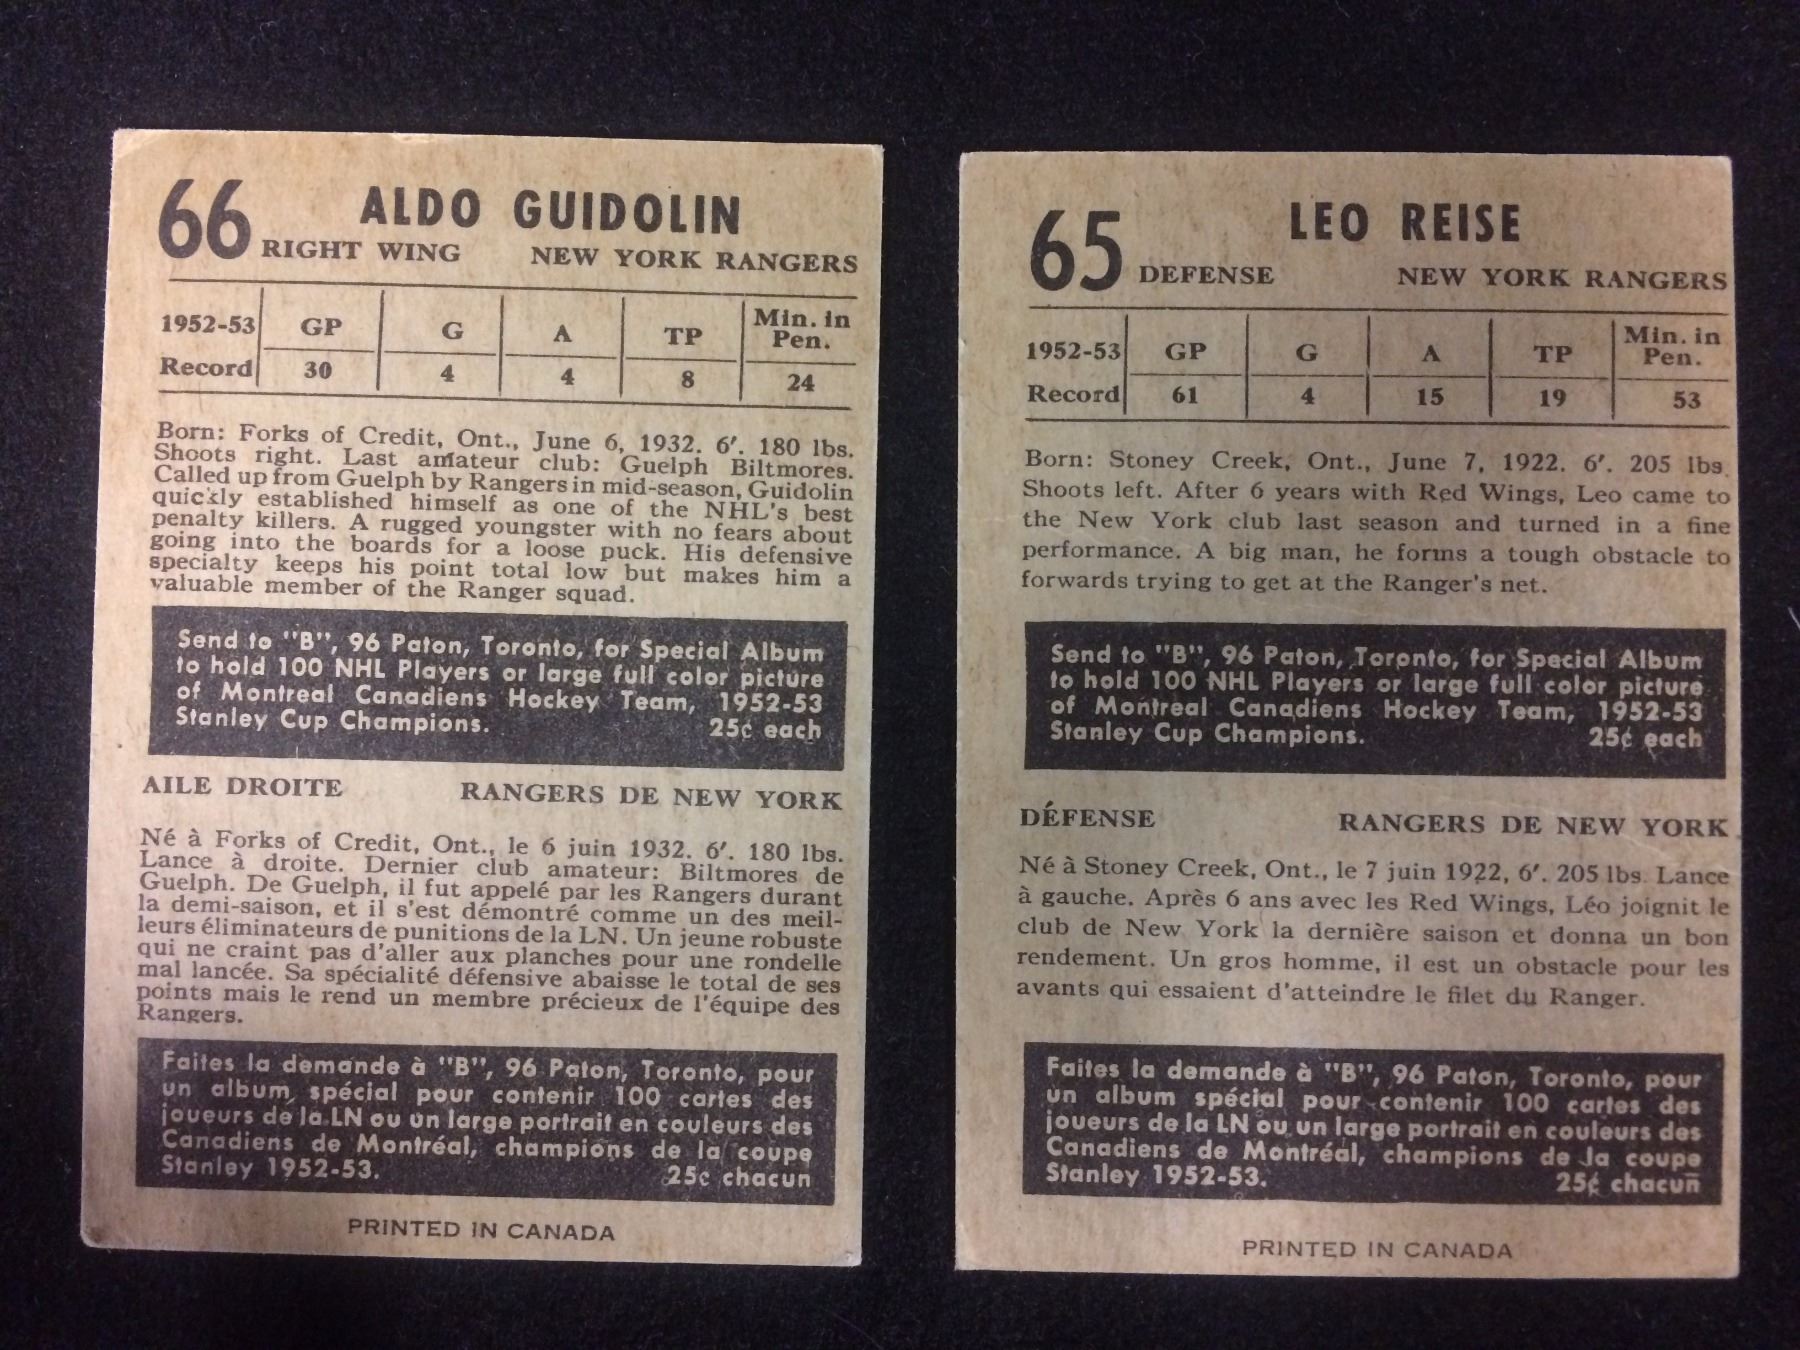 66 ALDO GUIDOLIN
RIGHT WING NEW YORK RANGERS
1952-53 GP G A TP Min. in Pen.
Record 30 4 4 8 24
Born: Forks of Credit, Ont., June 6, 1932. 6'. 180 lbs.
Shoots right. Last amateur club: Guelph Biltmores.
Called up from Guelph by Rangers in mid-season, Guidolin
quickly established himself as one of the NHL's best
penalty killers. A rugged youngster with no fears about
going into the boards for a loose puck. His defensive
specialty keeps his point total low but makes him a
valuable member of the Ranger squad.
Send to "B", 96 Paton, Toronto, for Special Album
to hold 100 NHL Players or large full color picture
of Montreal Canadiens Hockey Team, 1952-53
Stanley Cup Champions. 25¢ each
AILE DROITE RANGERS DE NEW YORK
Né à Forks of Credit, Ont., le 6 juin 1932. 6'. 180 lbs.
Lance à droite. Dernier club amateur: Biltmores de
Guelph. De Guelph, il fut appelé par les Rangers durant
la demi-saison, et il s'est démontré comme un des meil-
leurs éliminateurs de punitions de la LN. Un jeune robuste
qui ne craint pas d'aller aux planches pour une rondelle
mal lancée. Sa spécialité défensive abaisse le total de ses
points mais le rend un membre précieux de l'équipe des
Rangers.
Faites la demande à "B", 96 Paton, Toronto, pour
un album spécial pour contenir 100 cartes des
joueurs de la LN ou un large portrait en couleurs des
Canadiens de Montréal, champions de la coupe
Stanley 1952-53. 25¢ chacun
PRINTED IN CANADA
65 LEO REISE
DEFENSE NEW YORK RANGERS
1952-53 GP G A TP Min. in Pen.
Record 61 4 15 19 53
Born: Stoney Creek, Ont., June 7, 1922. 6'. 205 lbs.
Shoots left. After 6 years with Red Wings, Leo came to
the New York club last season and turned in a fine
performance. A big man, he forms a tough obstacle to
forwards trying to get at the Ranger's net.
Send to "B", 96 Paton, Toronto, for Special Album
to hold 100 NHL Players or large full color picture
of Montreal Canadiens Hockey Team, 1952-53
Stanley Cup Champions. 25¢ each
DÉFENSE RANGERS DE NEW YORK
Né à Stoney Creek, Ont., le 7 juin 1922, 6'. 205 lbs. Lance
à gauche. Après 6 ans avec les Red Wings, Léo joignit le
club de New York la dernière saison et donna un bon
rendement. Un gros homme, il est un obstacle pour les
avants qui essaient d'atteindre le filet du Ranger.
Faites la demande à "B", 96 Paton, Toronto, pour
un album spécial pour contenir 100 cartes des
joueurs de la LN ou un large portrait en couleurs des
Canadiens de Montréal, champions de la coupe
Stanley 1952-53. 25¢ chacun
PRINTED IN CANADA